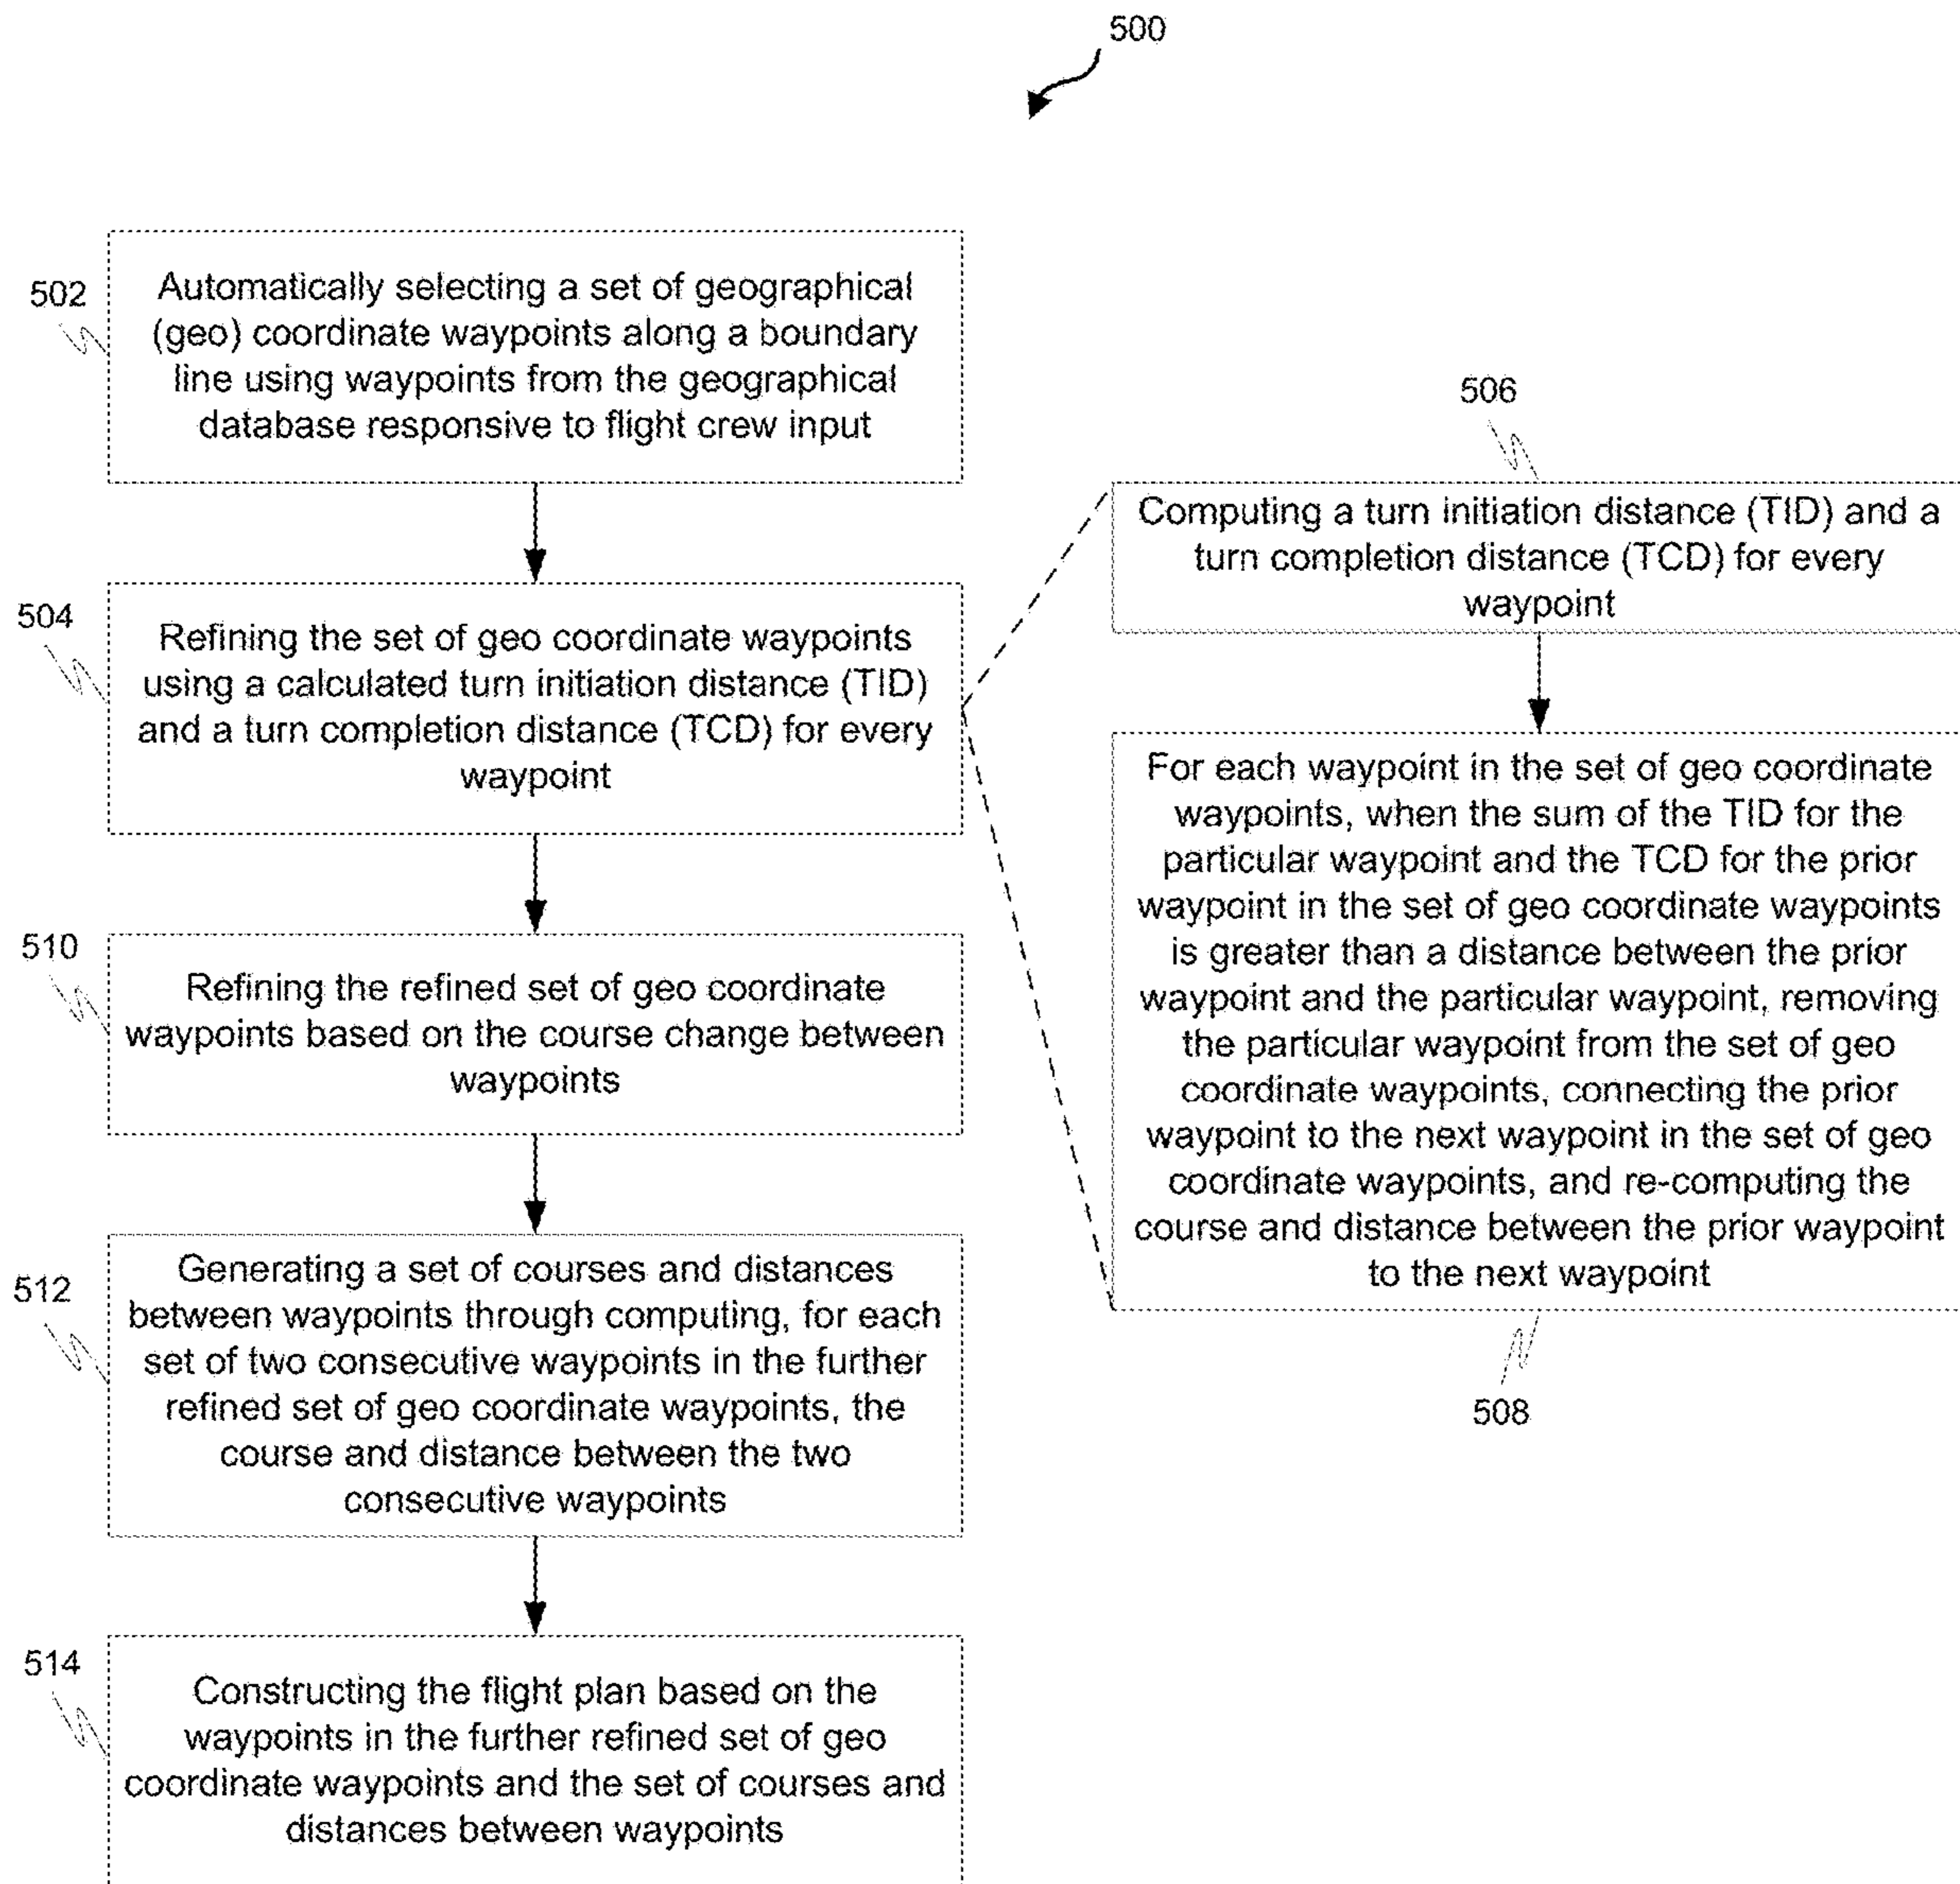 500
502
Automatically selecting a set of geographical
(geo) coordinate waypoints along a boundary
line using waypoints from the geographical
database responsive to flight crew input
504
Refining the set of geo coordinate waypoints
using a calculated turn initiation distance (TID)
and a turn completion distance (TCD) for every
waypoint
506
Computing a turn initiation distance (TID) and a
turn completion distance (TCD) for every
waypoint
For each waypoint in the set of geo coordinate
waypoints, when the sum of the TID for the
particular waypoint and the TCD for the prior
waypoint in the set of geo coordinate waypoints
is greater than a distance between the prior
waypoint and the particular waypoint, removing
the particular waypoint from the set of geo
coordinate waypoints, connecting the prior
waypoint to the next waypoint in the set of geo
coordinate waypoints, and re-computing the
course and distance between the prior waypoint
to the next waypoint
508
510
Refining the refined set of geo coordinate
waypoints based on the course change between
waypoints
512
Generating a set of courses and distances
between waypoints through computing, for each
set of two consecutive waypoints in the further
refined set of geo coordinate waypoints, the
course and distance between the two
consecutive waypoints
514
Constructing the flight plan based on the
waypoints in the further refined set of geo
coordinate waypoints and the set of courses and
distances between waypoints